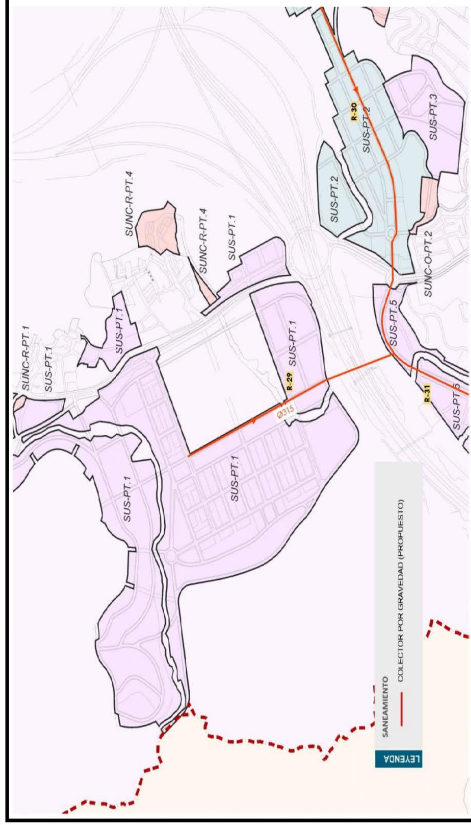 SUNC-R-PT.1
SUS-PT.1
SUS-PT.1
SUNC-R-PT.4
SUNC-R-PT.4
SUS-PT.1
SUS-PT.1
SUS-PT.1
R-29
Ø315
SUS-PT.1
R-30
SUS-PT.2
SUS-PT.2
SUS-PT.3
SUNC-O-PT.2
SUS-PT.5
R-31
SUS-PT.5
LEYENDA
SANEAMIENTO
COLECTOR POR GRAVEDAD (PROPUESTO)